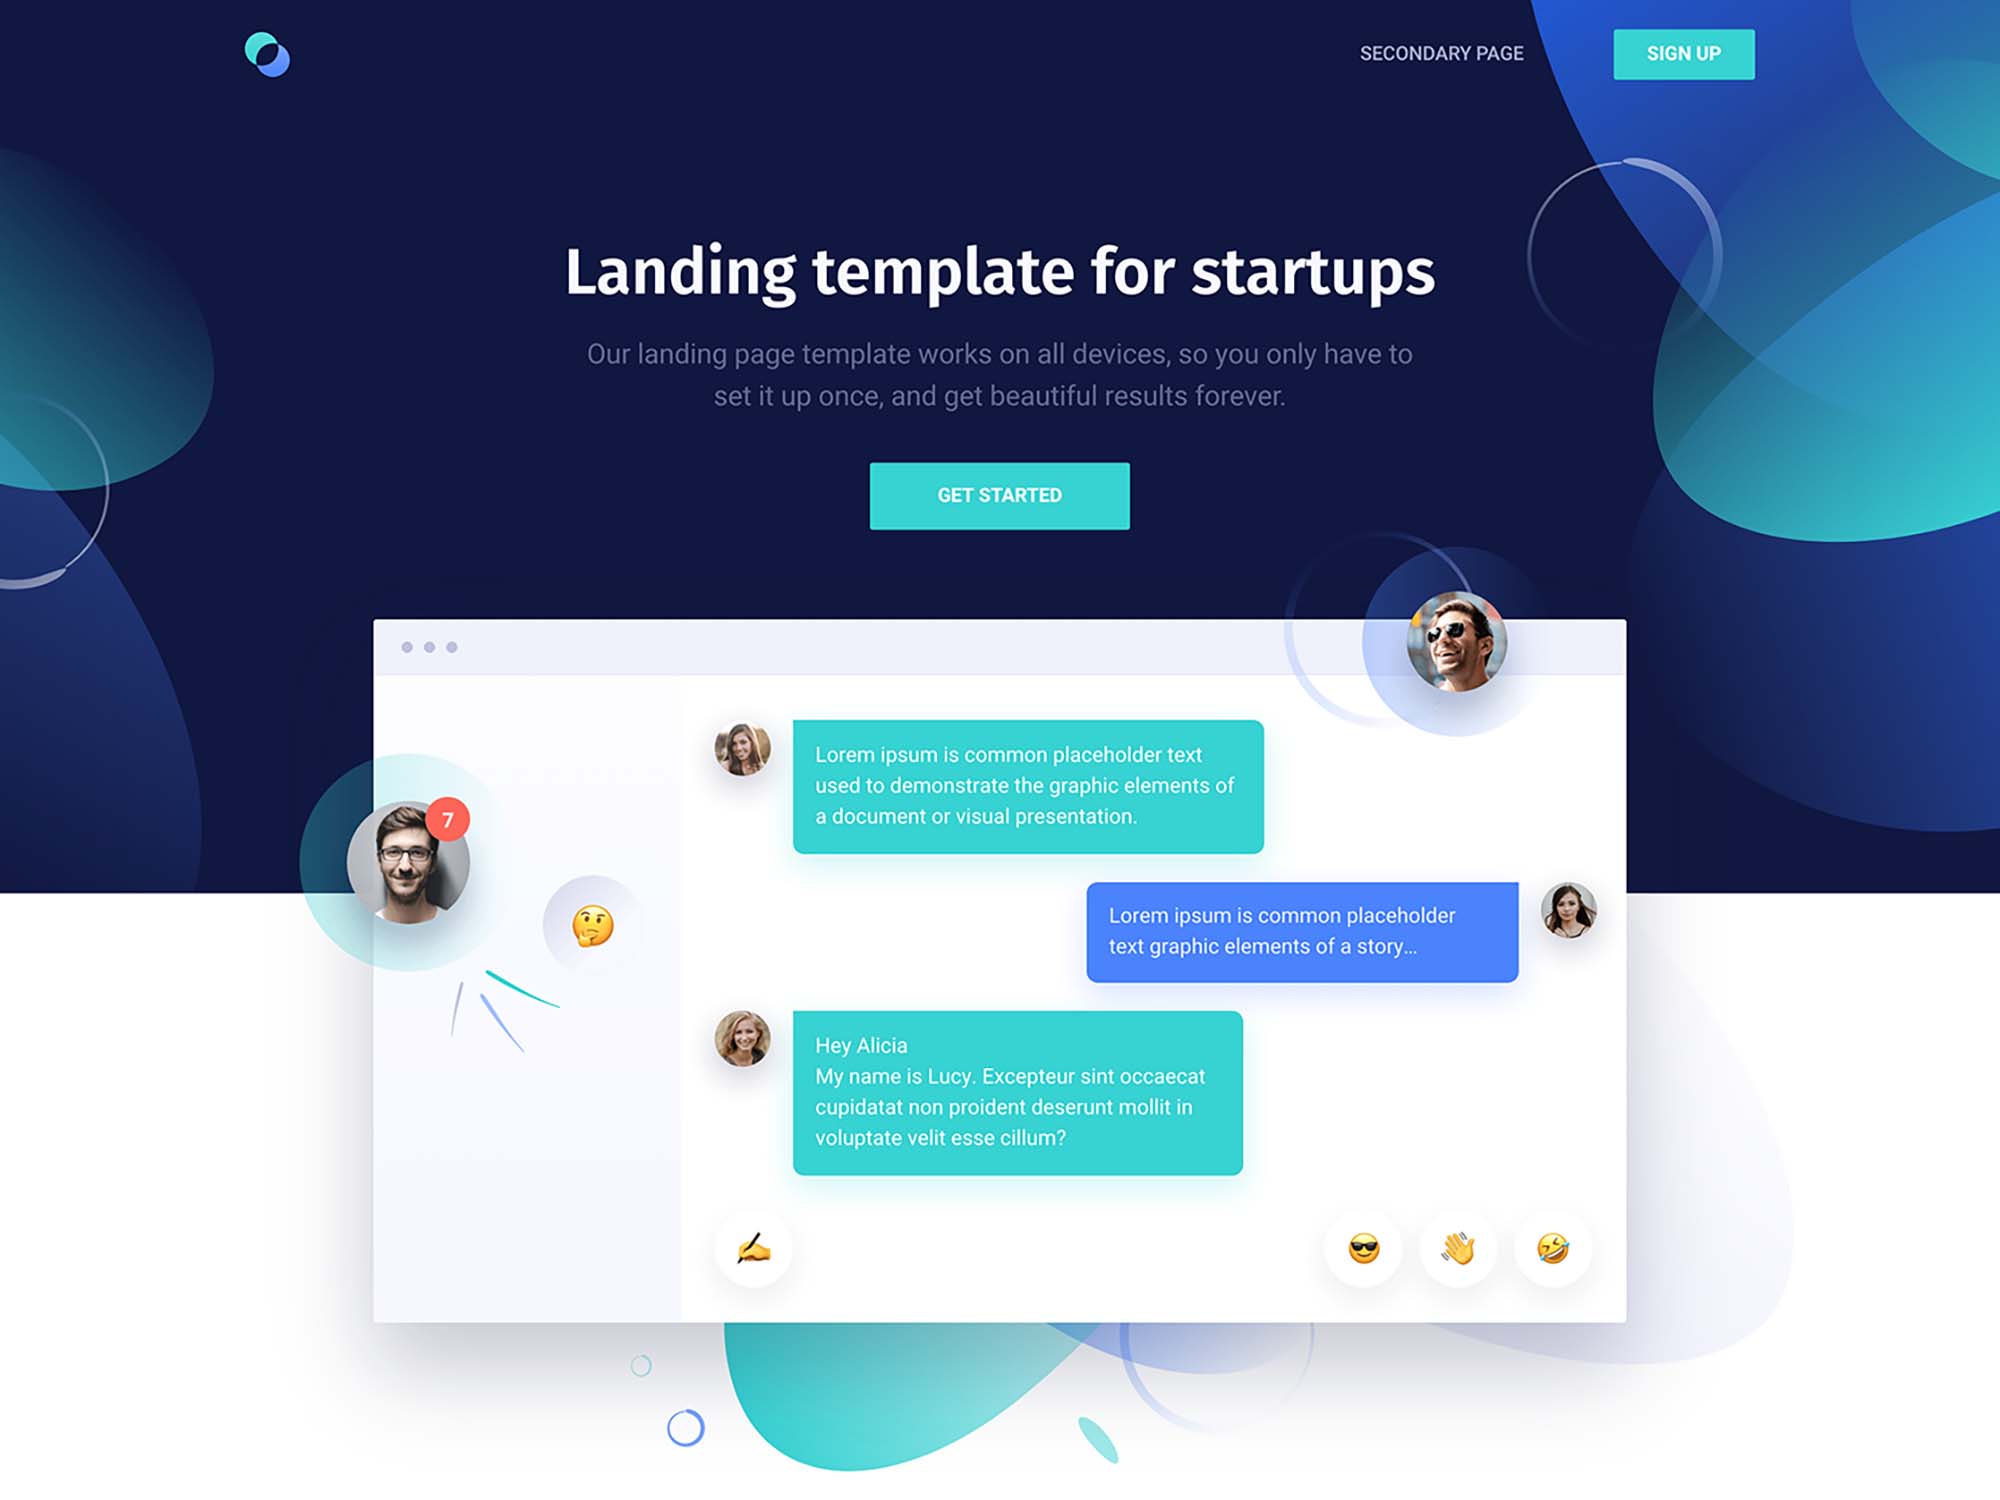 SECONDARY PAGE
SIGN UP
Landing template for startups
Our landing page template works on all devices, so you only have to
set it up once, and get beautiful results forever.
GET STARTED
Lorem ipsum is common placeholder text
used to demonstrate the graphic elements of
a document or visual presentation.
7
Lorem ipsum is common placeholder
text graphic elements of a story...
Hey Alicia
My name is Lucy. Excepteur sint occaecat
cupidatat non proident deserunt mollit in
voluptate velit esse cillum?